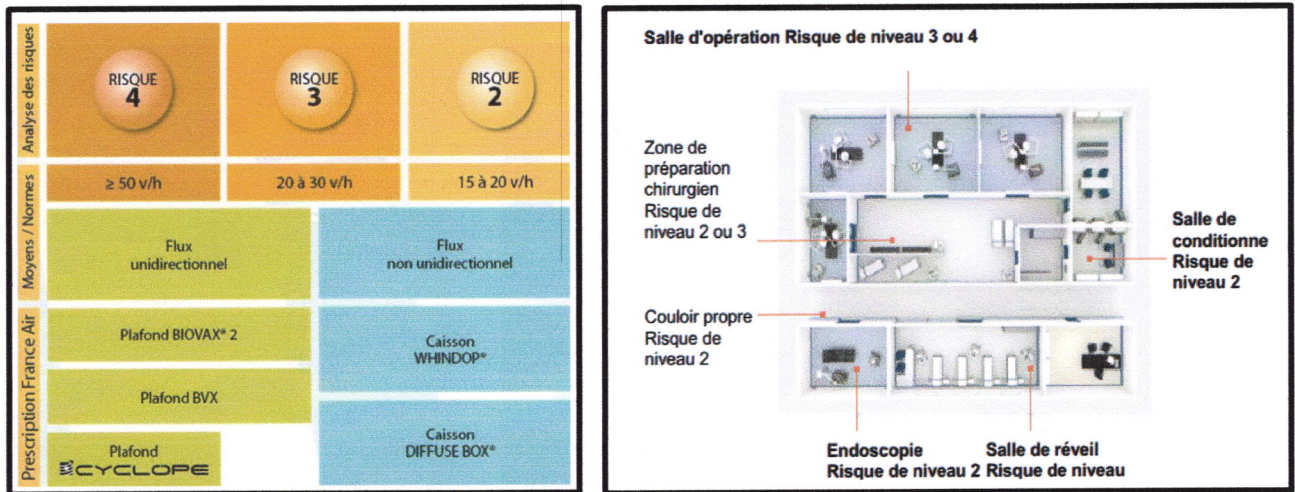 Analyse des risques
RISQUE
4
RISQUE
3
RISQUE
2
Moyens / Normes
≥ 50 v/h
20 à 30 v/h
15 à 20 v/h
Flux
unidirectionnel
Flux
non unidirectionnel
Prescription France Air
Plafond BIOVAX® 2
Caisson
WHINDOP®
Plafond BVX
Plafond
CYCLOPE
Caisson
DIFFUSE BOX®
Salle d'opération Risque de niveau 3 ou 4
Zone de
préparation
chirurgien
Risque de
niveau 2 ou 3
Salle de
conditionne
Risque de
niveau 2
Couloir propre
Risque de
niveau 2
Endoscopie
Risque de niveau 2
Salle de réveil
Risque de niveau